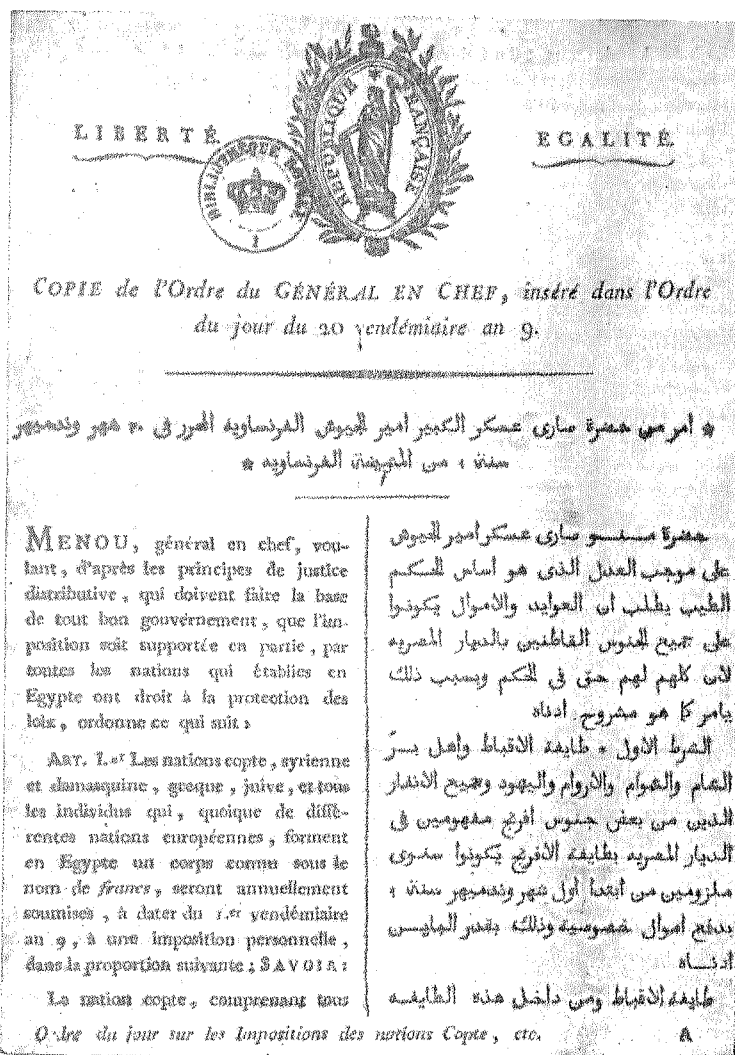 LIBERTÉ
RÉPUBLIQUE FRANÇAISE
EGALITÉ
BIBLIOTHÈQUE
COPIE de l'Ordre du GÉNÉRAL EN CHEF, inséré dans l'Ordre
du jour du 20 vendémiaire an 9.
* امر من حضرة ساری عسكر الكبير امير الجيوش الفرنساويه المحرر فى ٢٠ شهر وندميهر
سنة ٩ من المشيخة الفرنساويه *
MENOU, général en chef, vou-
lant, d'après les principes de justice
distributive, qui doivent faire la base
de tout bon gouvernement, que l'im-
position soit supportée en partie, par
toutes les nations qui établies en
Egypte ont droit à la protection des
loix, ordonne ce qui suit:
ART. I.er Les nations copte, syrienne
et damasquine, grecque, juive, et tous
les individus qui, quoique de diffé-
rentes nations européennes, forment
en Egypte un corps connu sous le
nom de francs, seront annuellement
soumises, à dater du 1.er vendémiaire
an 9, à une imposition personnelle,
dans la proportion suivante; SAVOIR:
La nation copte, comprenant tous
حضرة منــو ساری عسكر امير الجيوش
على موجب العدل الذى هو اساس الحكم
الطيب يطلب ان العوايد والاموال يكونوا
على جميع الجنوس القاطنين بالديار المصريه
لان كلهم لهم حق فى الحكم وبسبب ذلك
يامر كما هو مشروح ادناه
الشرط الاول * طايفة الاقباط واهل برّ
الشام والشوام والاروام واليهود وجميع الانفار
الذين من بعض جنوس افرنج مفهومين فى
الديار المصريه بطايفة الافرنج يكونوا سنوى
ملزومين من ابتدا اول شهر وندميهر سنة ٩
بدفع اموال خصوصية وذلك بقدر
ادنــاه
طايفة الاقباط ومن داخل هذه الطايفــه
Ordre du jour sur les Impositions des nations Copte, etc. A